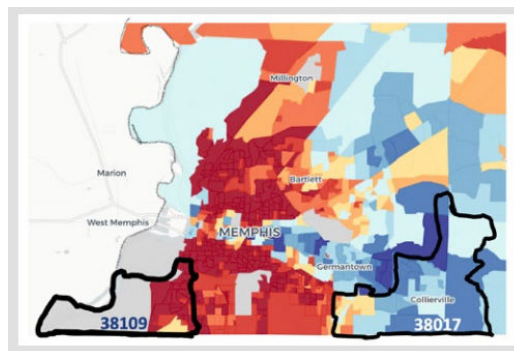 Millington
Marion
Bartlett
West Memphis
MEMPHIS
Germantown
Collierville
38109
38017